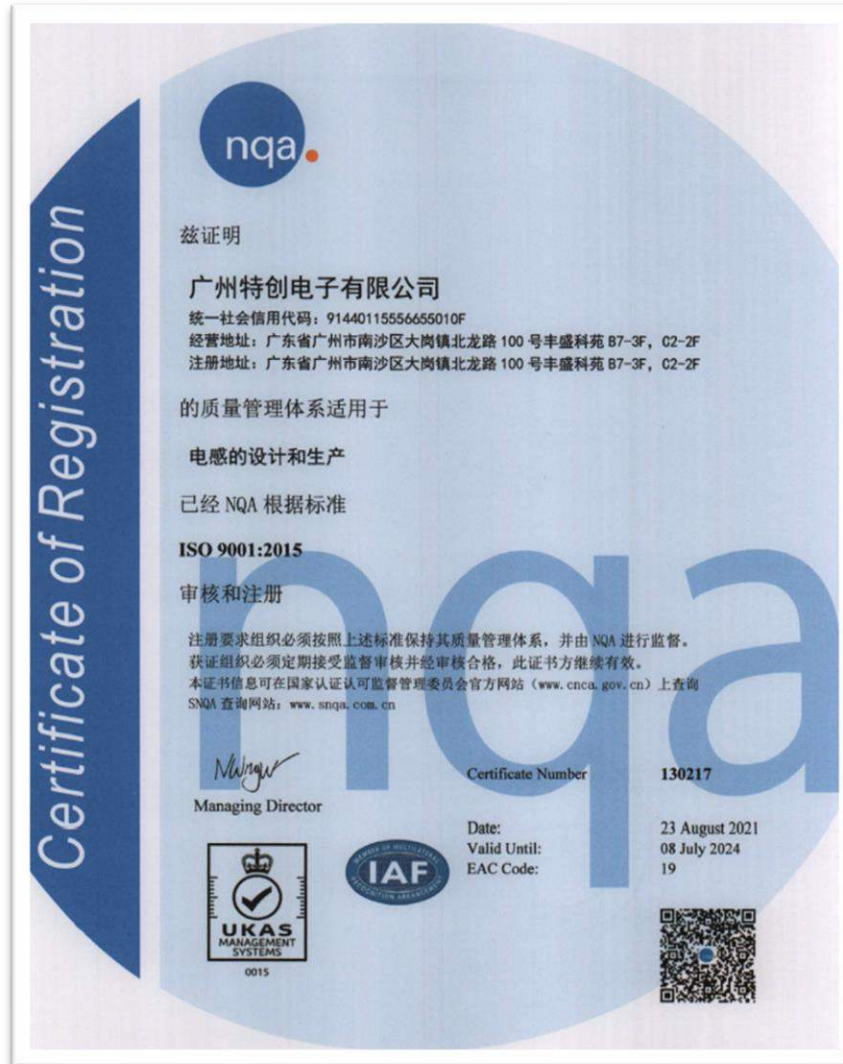 Certificate of Registration
nqa.
兹证明
广州特创电子有限公司
统一社会信用代码：91440115556655010F
经营地址：广东省广州市南沙区大岗镇北龙路 100 号丰盛科苑 B7-3F，C2-2F
注册地址：广东省广州市南沙区大岗镇北龙路 100 号丰盛科苑 B7-3F，C2-2F
的质量管理体系适用于
电感的设计和生产
已经 NQA 根据标准
ISO 9001:2015
审核和注册
注册要求组织必须按照上述标准保持其质量管理体系，并由 NQA 进行监督。
获证组织必须定期接受监督审核并经审核合格，此证书方继续有效。
本证书信息可在国家认证认可监督管理委员会官方网站（www.cnca.gov.cn）上查询
SNQA 查询网站：www.snqa.com.cn
nqa
Managing Director
Certificate Number 130217
Date: 23 August 2021
Valid Until: 08 July 2024
EAC Code: 19
UKAS
MANAGEMENT
SYSTEMS
0015
MEMBER OF MULTILATERAL
IAF
RECOGNITION ARRANGEMENT